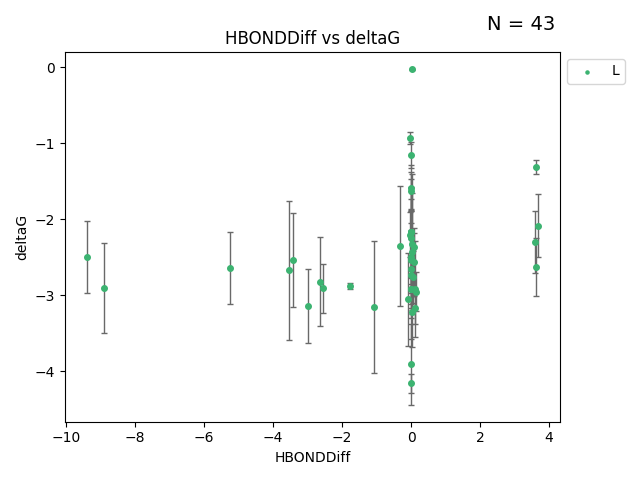 N = 43
HBONDDiff vs deltaG
L
deltaG
0
−1
−2
−3
−4
−10
−8
−6
−4
−2
0
2
4
HBONDDiff